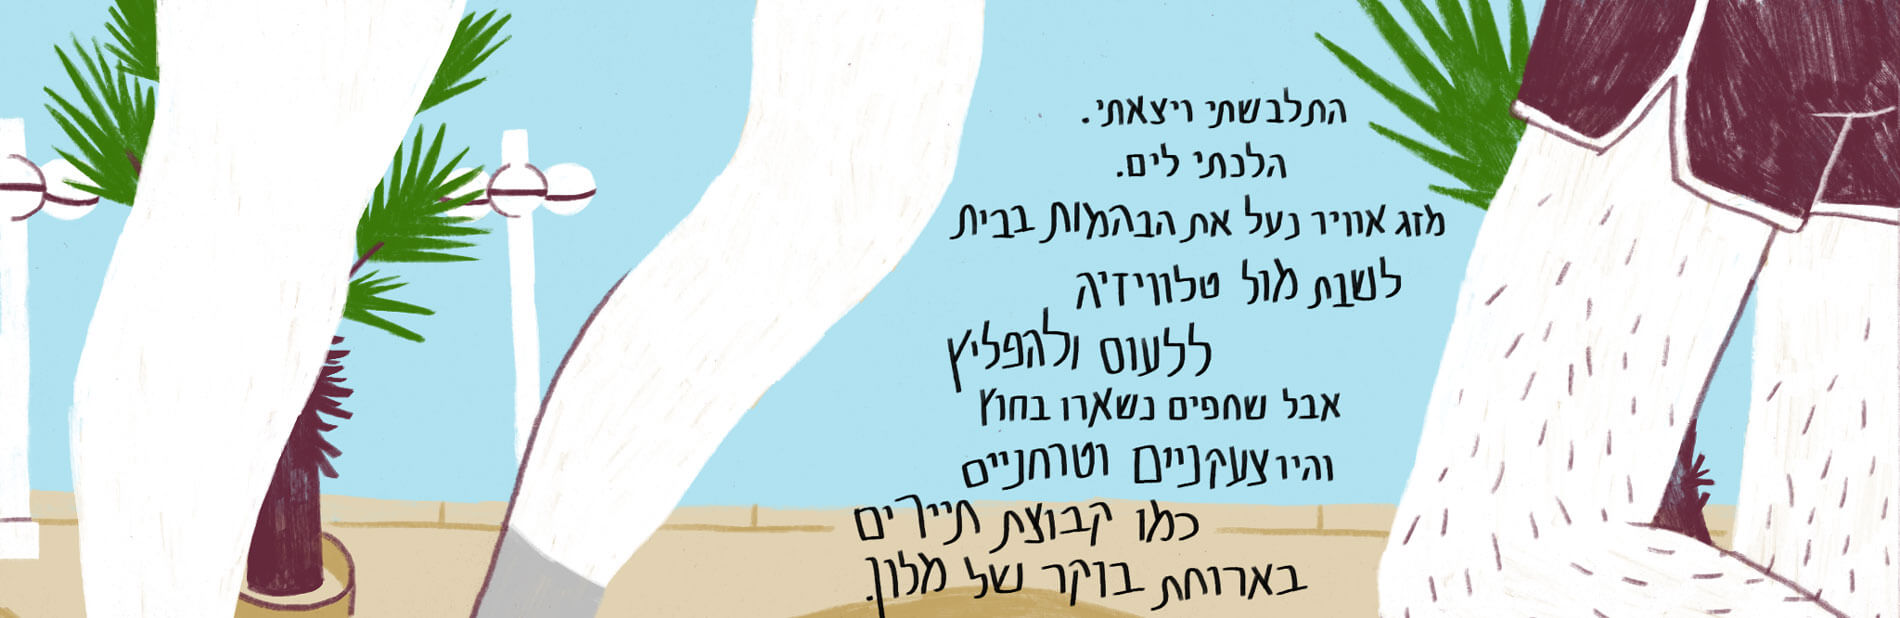 התלבשתי ויצאתי.
הלכתי לים.
מזג אוויר נעל את הבהמות בבית
לשבת מול טלוויזיה
ללעוס ולהפליץ
אבל שחפים נשארו בחוץ
והיו צעקניים וטרחניים
כמו קבוצת תיירים
בארוחת בוקר של מלון.